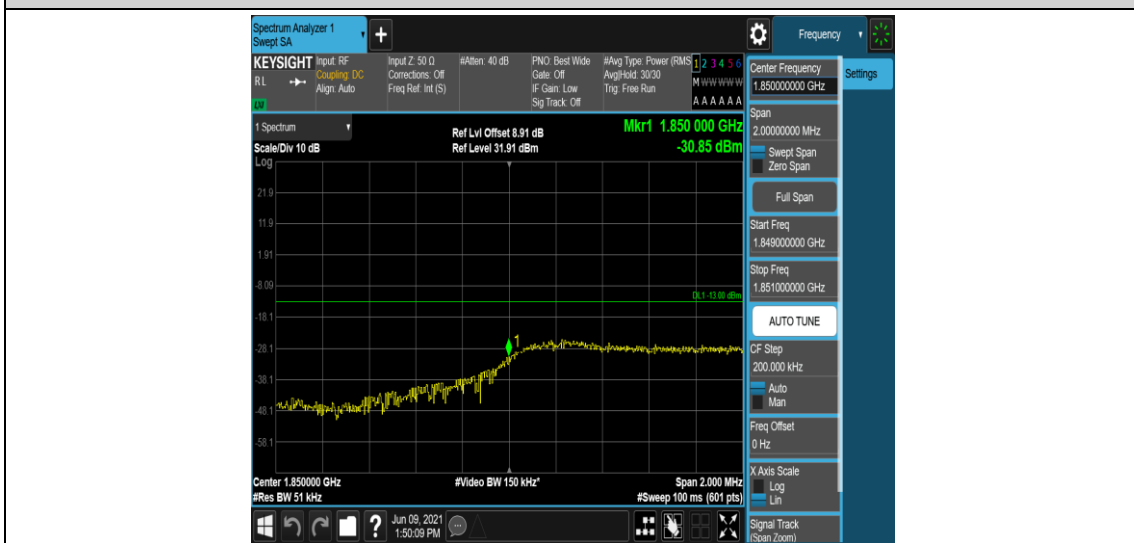 Spectrum Analyzer 1
Swept SA
+
Frequency
KEYSIGHT
RL
LXI
Input: RF
Coupling: DC
Align: Auto
Input Z: 50 Ω
Corrections: Off
Freq Ref: Int (S)
#Atten: 40 dB
PNO: Best Wide
Gate: Off
IF Gain: Low
Sig Track: Off
#Avg Type: Power (RMS
Avg|Hold: 30/30
Trig: Free Run
1 2 3 4 5 6
M W W W W W
A A A A A A
Center Frequency
1.850000000 GHz
Settings
1 Spectrum
Ref Lvl Offset 8.91 dB
Mkr1 1.850 000 GHz
Scale/Div 10 dB
Ref Level 31.91 dBm
-30.85 dBm
Log
21.9
11.9
1.91
-8.09
DL1 -13.00 dBm
-18.1
-28.1
1
-38.1
-48.1
-58.1
Center 1.850000 GHz
#Video BW 150 kHz*
Span 2.000 MHz
#Res BW 51 kHz
#Sweep 100 ms (601 pts)
Span
2.00000000 MHz
Swept Span
Zero Span
Full Span
Start Freq
1.849000000 GHz
Stop Freq
1.851000000 GHz
AUTO TUNE
CF Step
200.000 kHz
Auto
Man
Freq Offset
0 Hz
X Axis Scale
Log
Lin
Signal Track
(Span Zoom)
?
Jun 09, 2021
1:50:09 PM